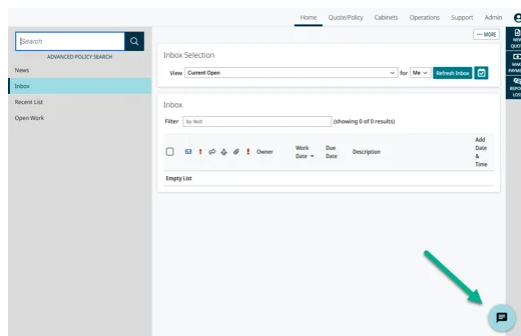 Home Quote/Policy Cabinets Operations Support Admin
Search
ADVANCED POLICY SEARCH
News
Inbox
Recent List
Open Work
... MORE
Inbox Selection
View Current Open for Me Refresh Inbox
Inbox
Filter by text (showing 0 of 0 results)
Owner Work Date Due Date Description Add Date & Time
Empty List